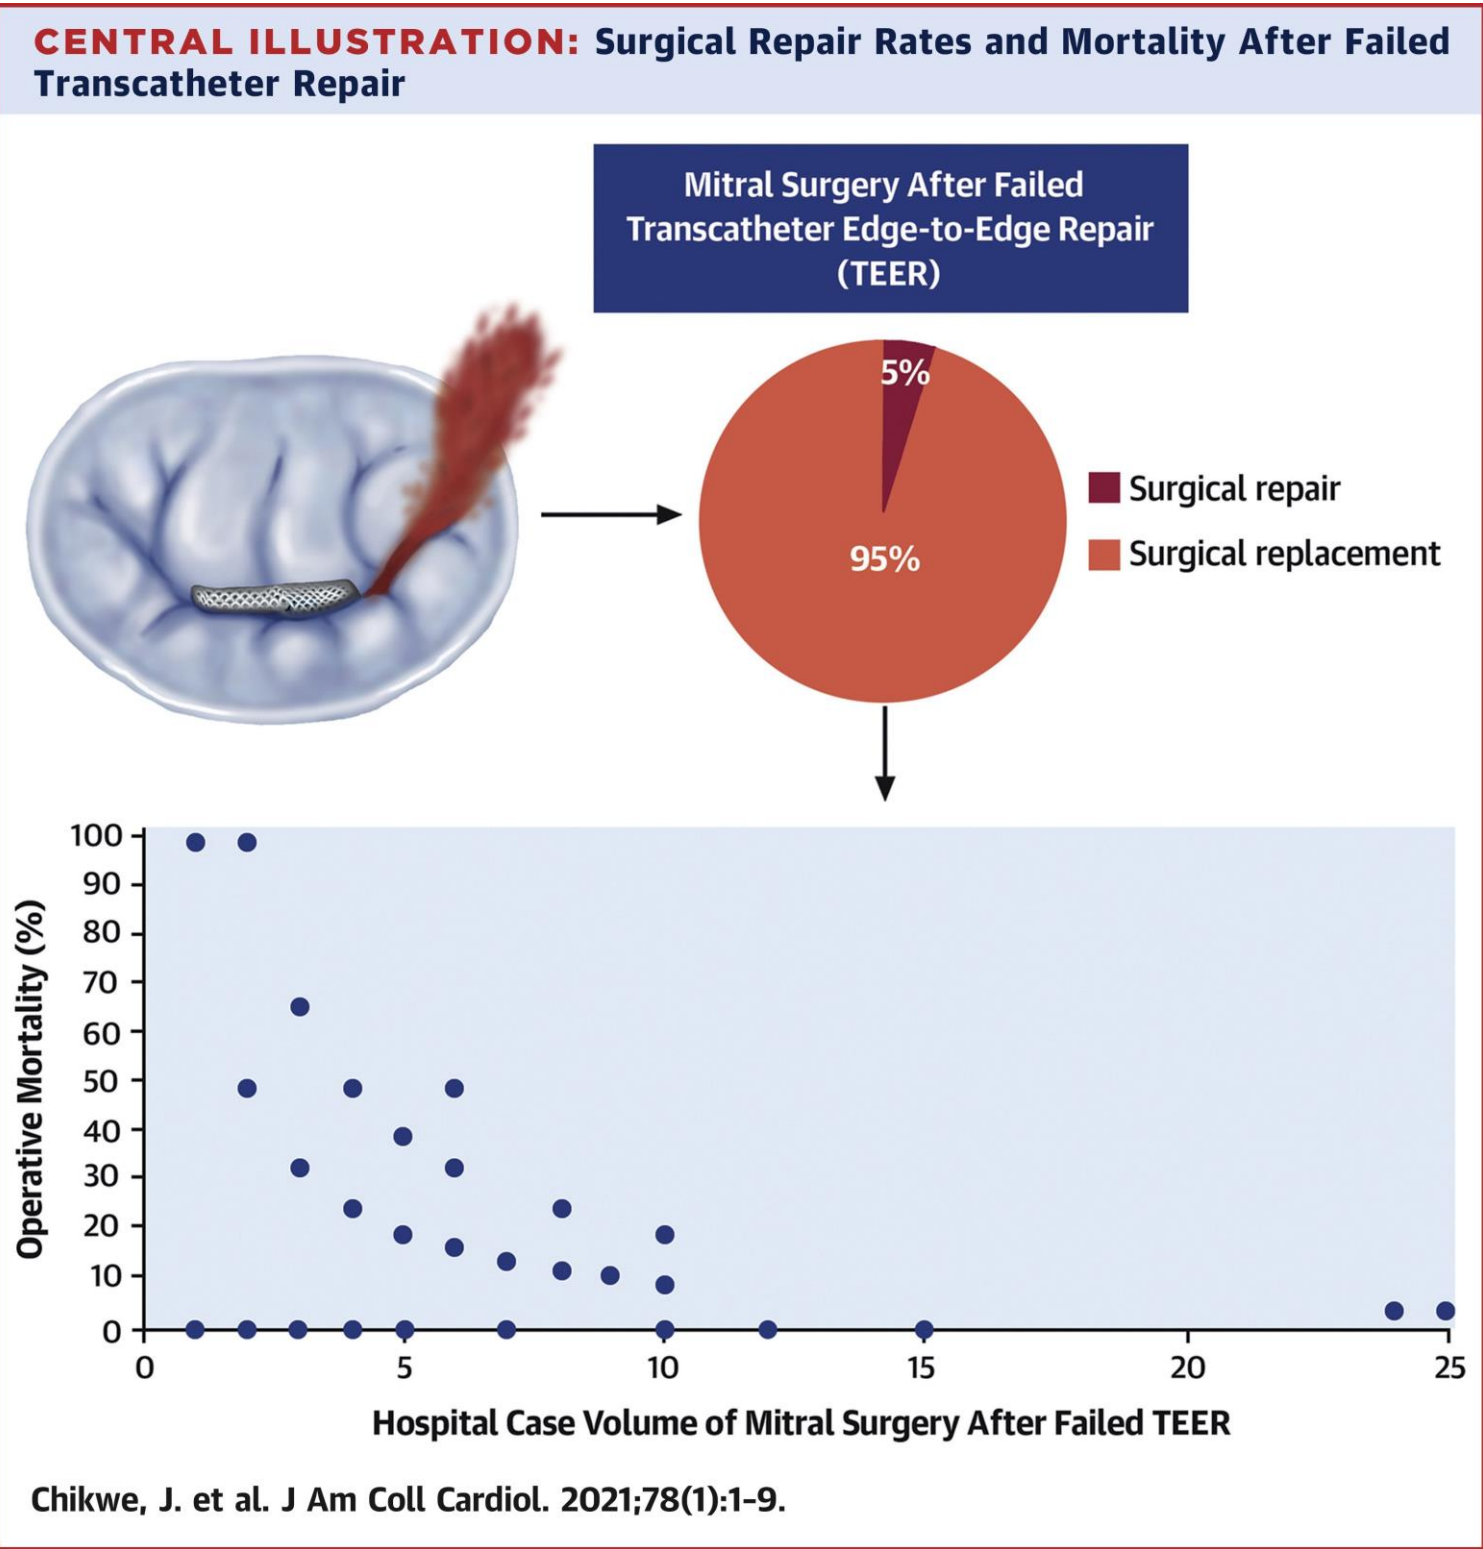 CENTRAL ILLUSTRATION: Surgical Repair Rates and Mortality After Failed
Transcatheter Repair
Mitral Surgery After Failed
Transcatheter Edge-to-Edge Repair
(TEER)
5%
95%
Surgical repair
Surgical replacement
Operative Mortality (%)
100
90
80
70
60
50
40
30
20
10
0
0 5 10 15 20 25
Hospital Case Volume of Mitral Surgery After Failed TEER
Chikwe, J. et al. J Am Coll Cardiol. 2021;78(1):1–9.